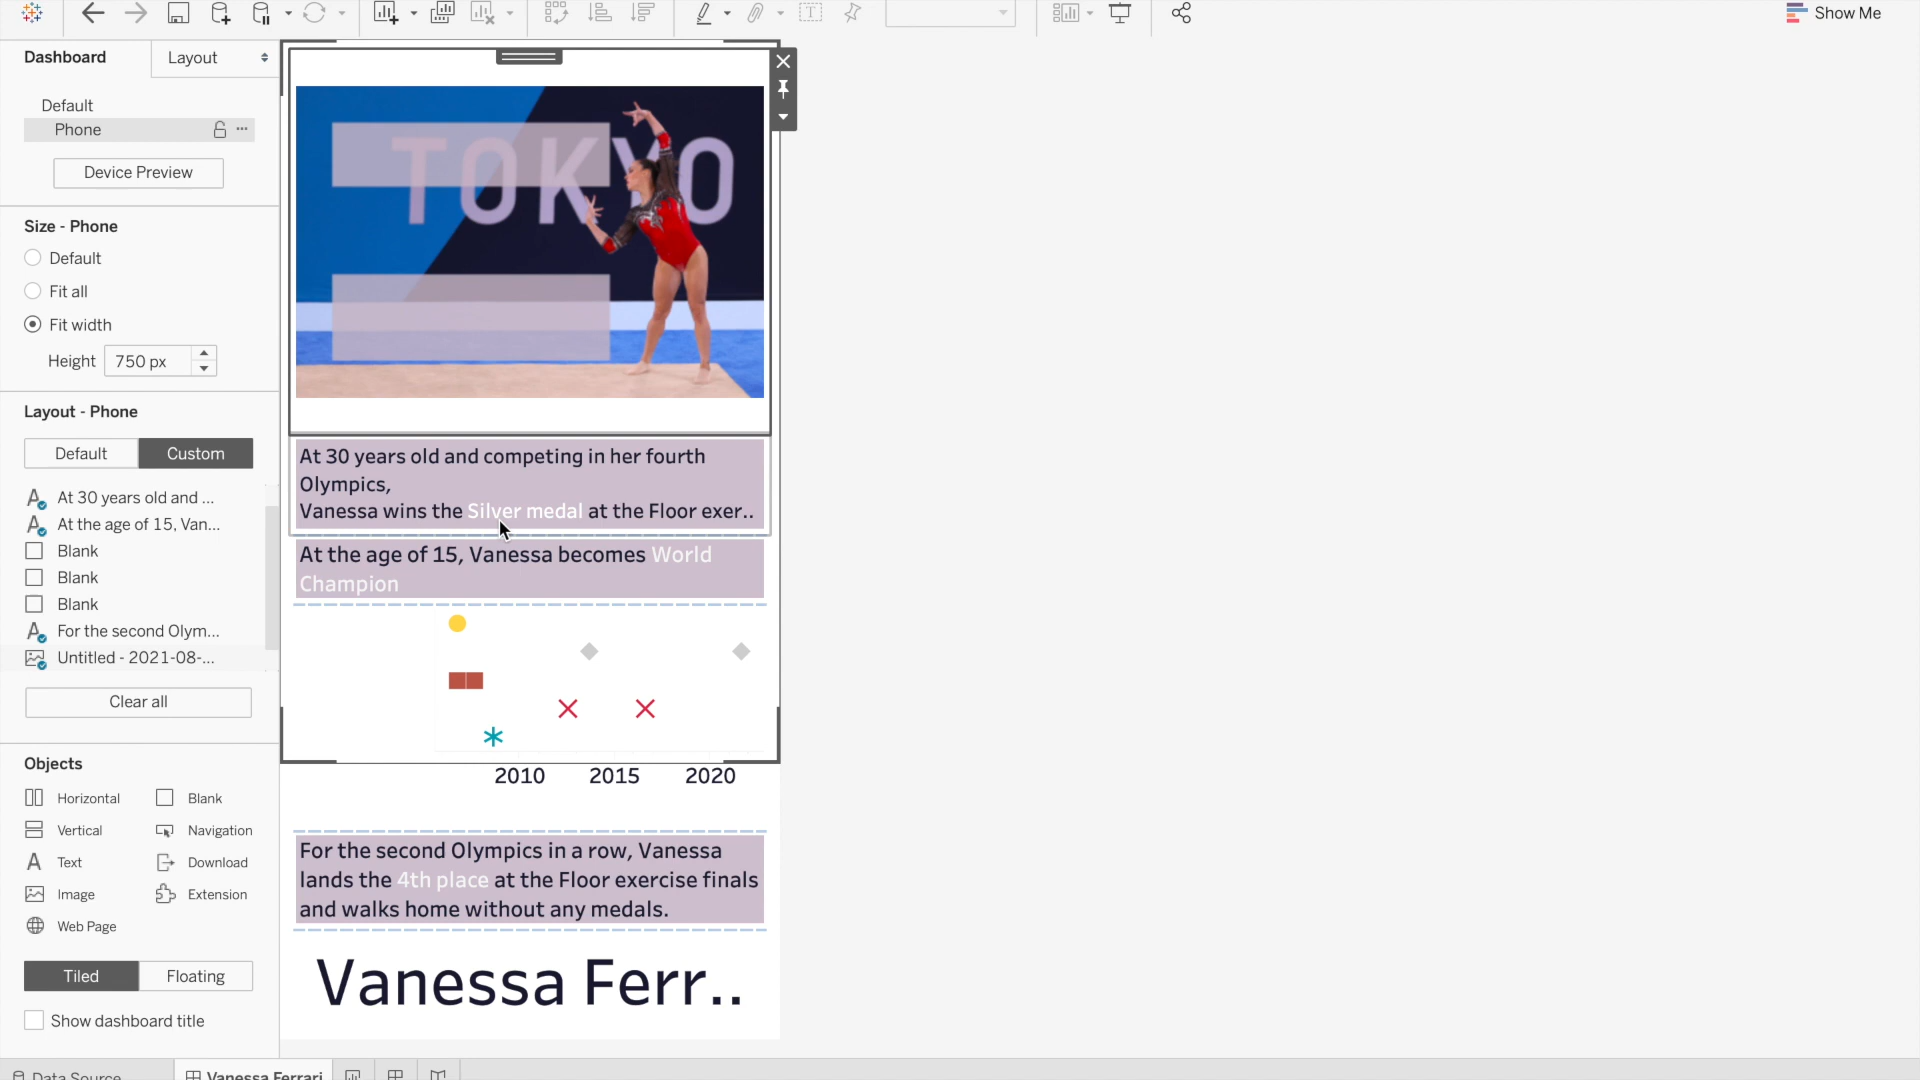 Show Me
Dashboard
Layout
Default
Phone
Device Preview
Size - Phone
Default
Fit all
Fit width
Height 750 px
Layout - Phone
Default
Custom
At 30 years old and ...
At the age of 15, Van...
Blank
Blank
Blank
For the second Olym...
Untitled - 2021-08-...
Clear all
Objects
Horizontal
Blank
Vertical
Navigation
Text
Download
Image
Extension
Web Page
Tiled
Floating
Show dashboard title
TOKYO
At 30 years old and competing in her fourth
Olympics,
Vanessa wins the Silver medal at the Floor exer..
At the age of 15, Vanessa becomes World
Champion
2010 2015 2020
For the second Olympics in a row, Vanessa
lands the 4th place at the Floor exercise finals
and walks home without any medals.
Vanessa Ferr..
Data Source
Vanessa Ferrari